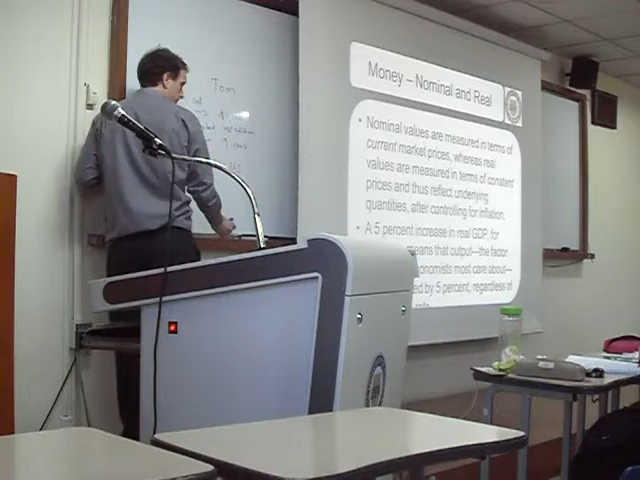 Tom
Money – Nominal and Real
• Nominal values are measured in terms of
current market prices, whereas real
values are measured in terms of constant
prices and thus reflect underlying
quantities, after controlling for inflation.
• A 5 percent increase in real GDP, for
means that output—the factor
onomists most care about—
ed by 5 percent, regardless of